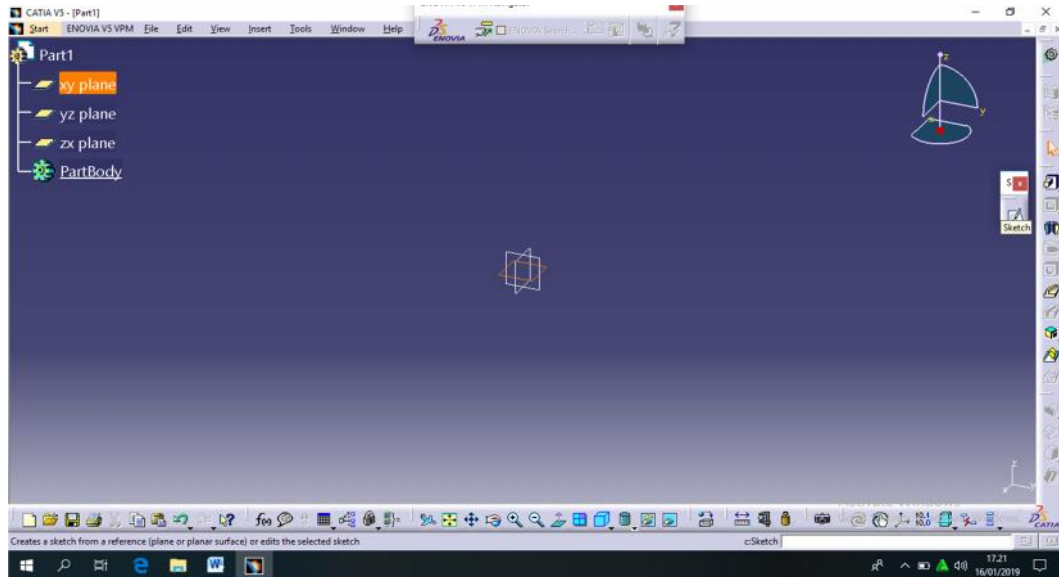 CATIA V5 - [Part1]
Start ENOVIA V5 VPM File Edit View Insert Tools Window Help
ENOVIA
Part1
xy plane
yz plane
zx plane
PartBody
z
y
S
Sketch
z
Creates a sketch from a reference (plane or planar surface) or edits the selected sketch
c:Sketch
CATIA
17.21
16/01/2019